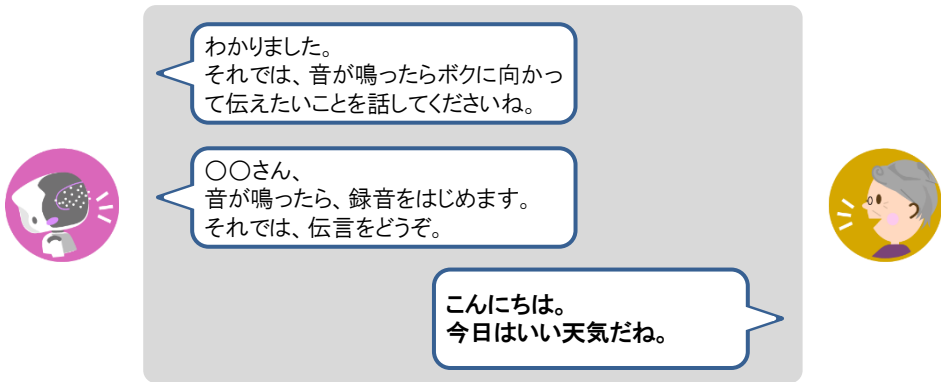 わかりました。
それでは、音が鳴ったらボクに向かっ
て伝えたいことを話してくださいね。
〇〇さん、
音が鳴ったら、録音をはじめます。
それでは、伝言をどうぞ。
こんにちは。
今日はいい天気だね。